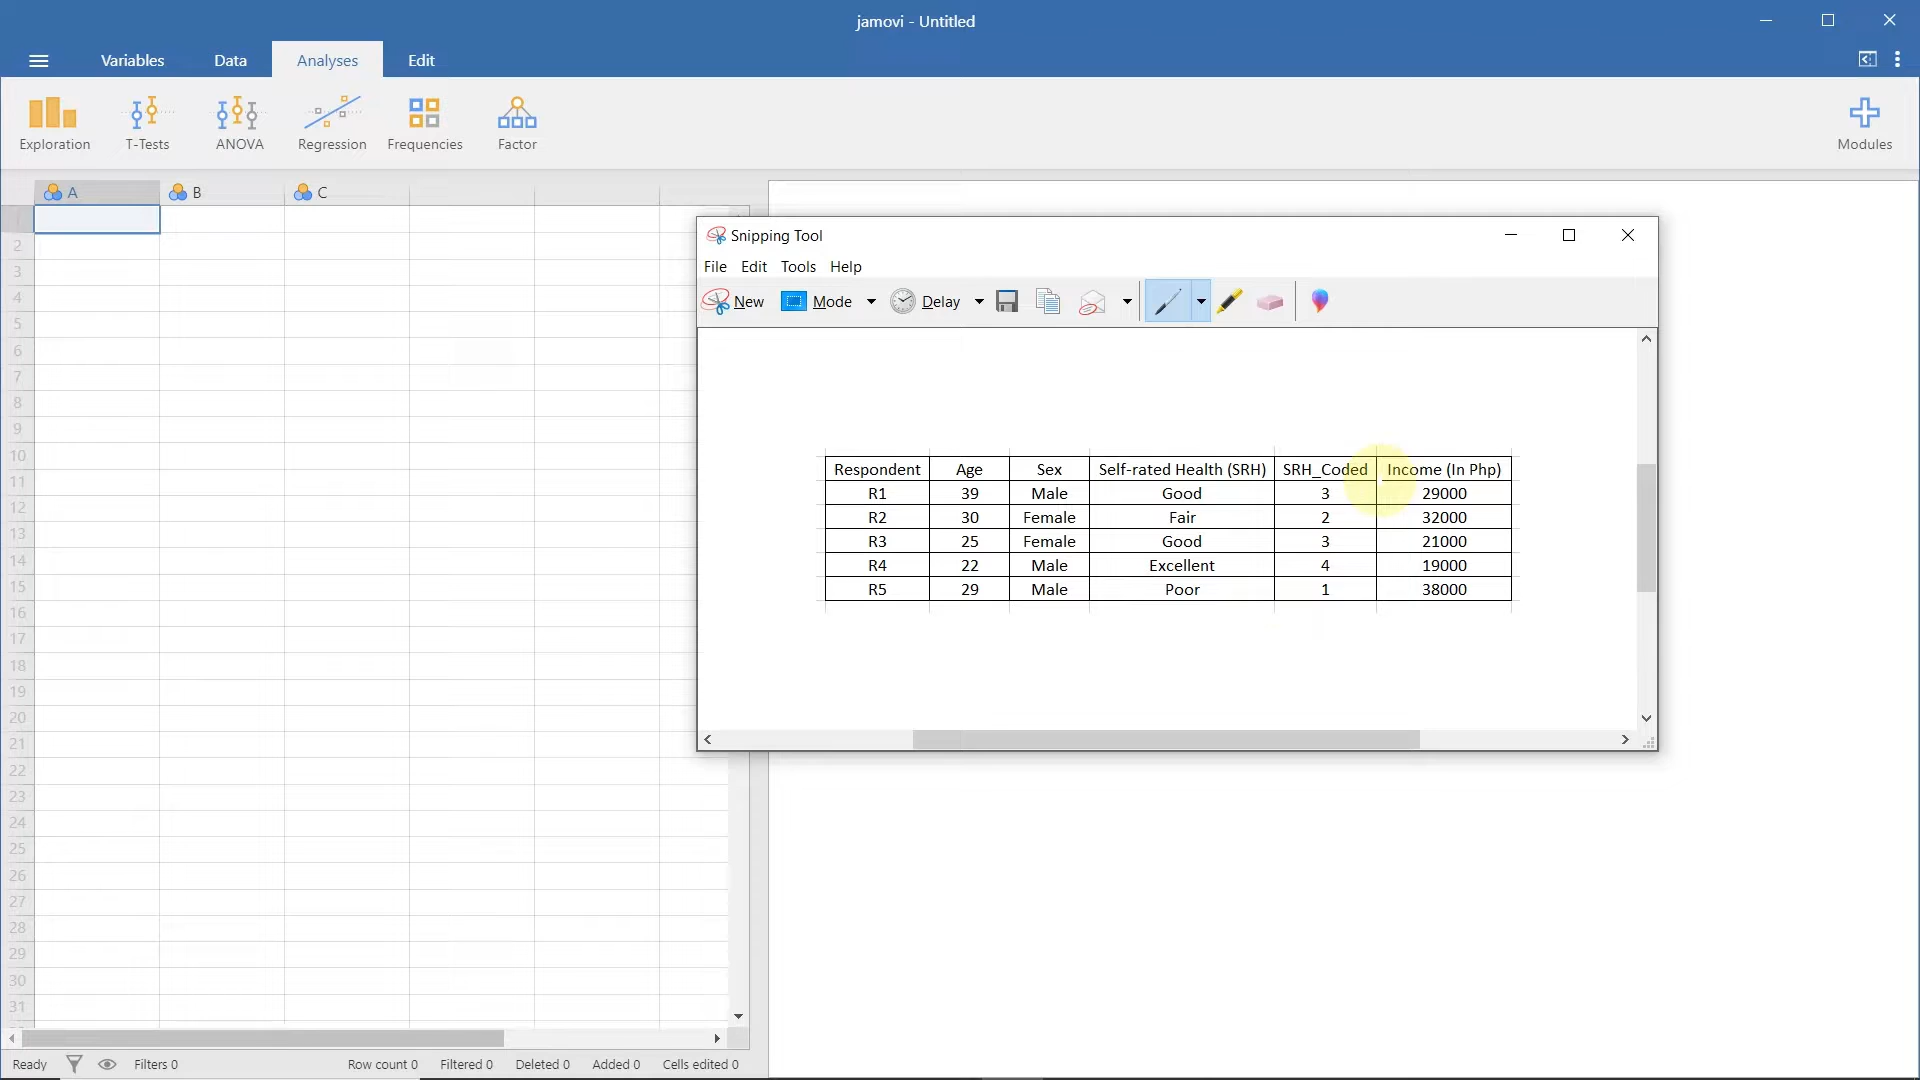 jamovi - Untitled
Variables Data Analyses Edit
Exploration T-Tests ANOVA Regression Frequencies Factor Modules
A B C
Snipping Tool
File Edit Tools Help
New Mode Delay
Respondent Age Sex Self-rated Health (SRH) SRH_Coded Income (In Php)
R1 39 Male Good 3 29000
R2 30 Female Fair 2 32000
R3 25 Female Good 3 21000
R4 22 Male Excellent 4 19000
R5 29 Male Poor 1 38000
2
3
4
5
6
7
8
9
10
11
12
13
14
15
16
17
18
19
20
21
22
23
24
25
26
27
28
29
30
31
Ready Filters 0 Row count 0 Filtered 0 Deleted 0 Added 0 Cells edited 0